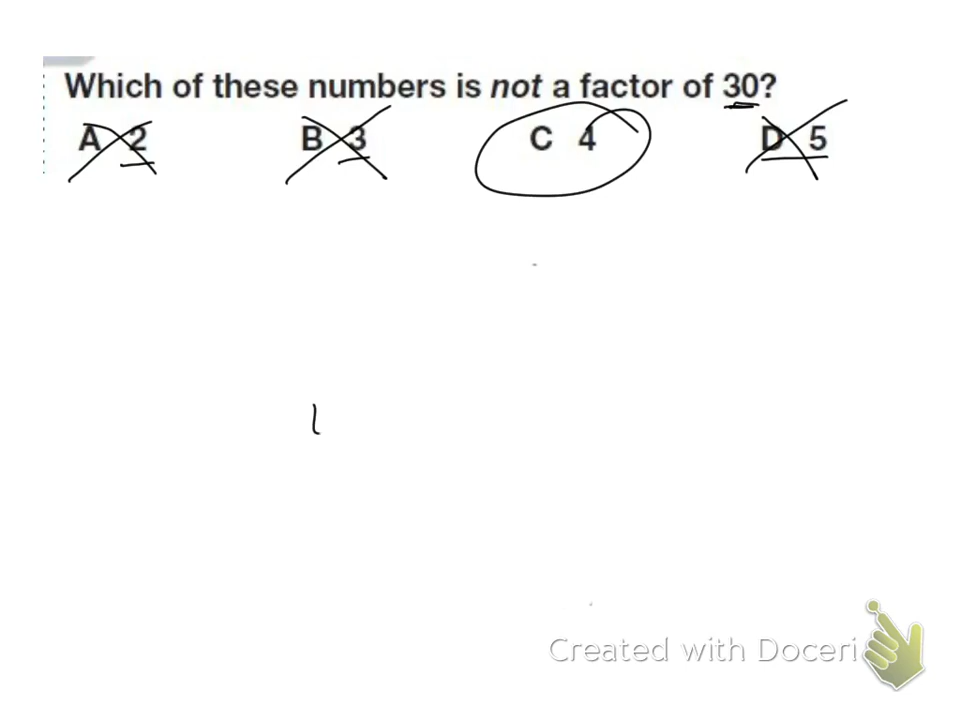 Which of these numbers is not a factor of 30?
A 2 B 3 C 4 D 5
Created with Doceri